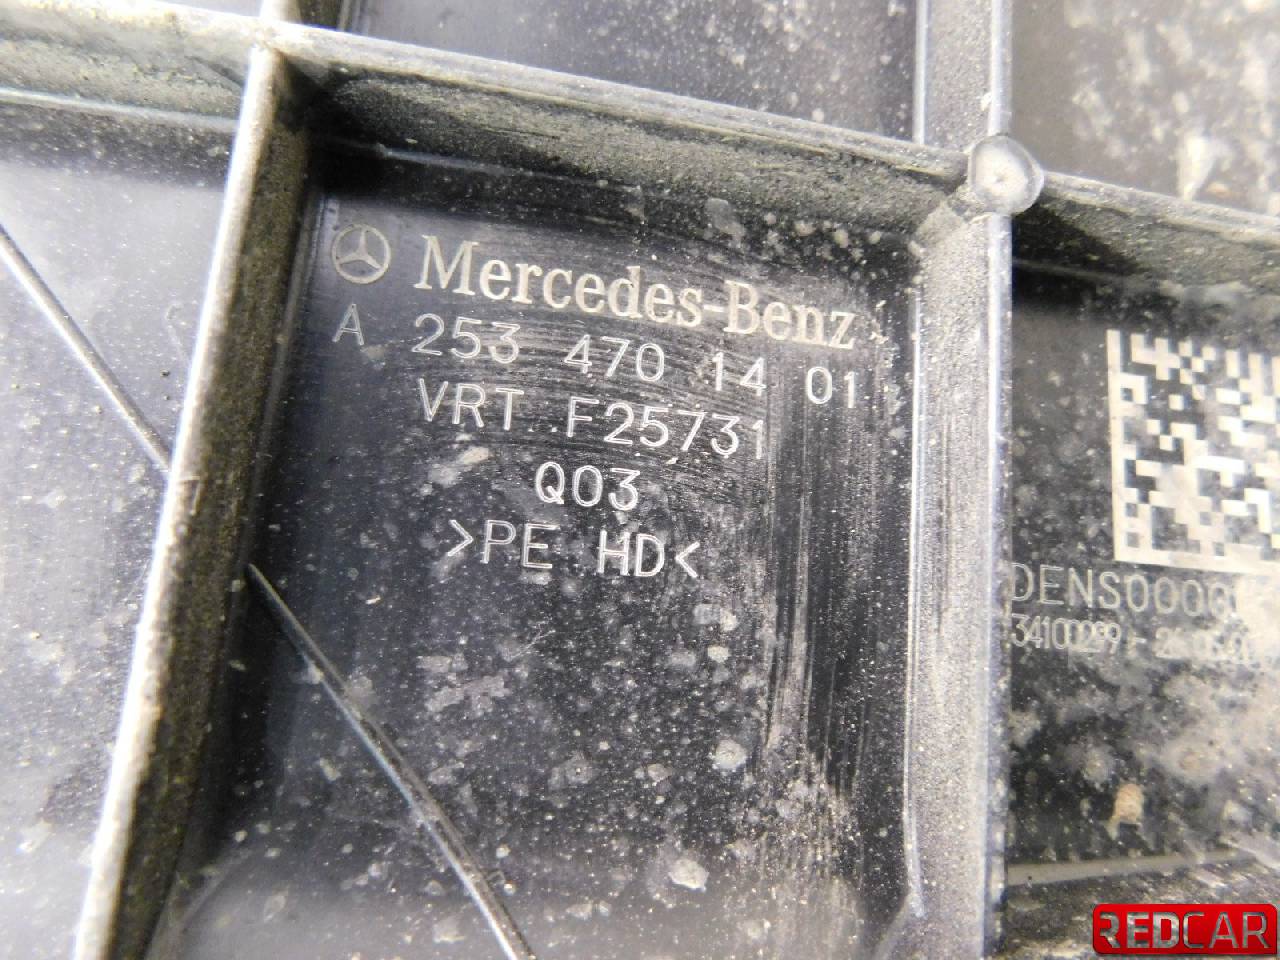 Mercedes-Benz
A 253 470 14 01
VRT F25731
Q03
>PE HD<
REDCAR